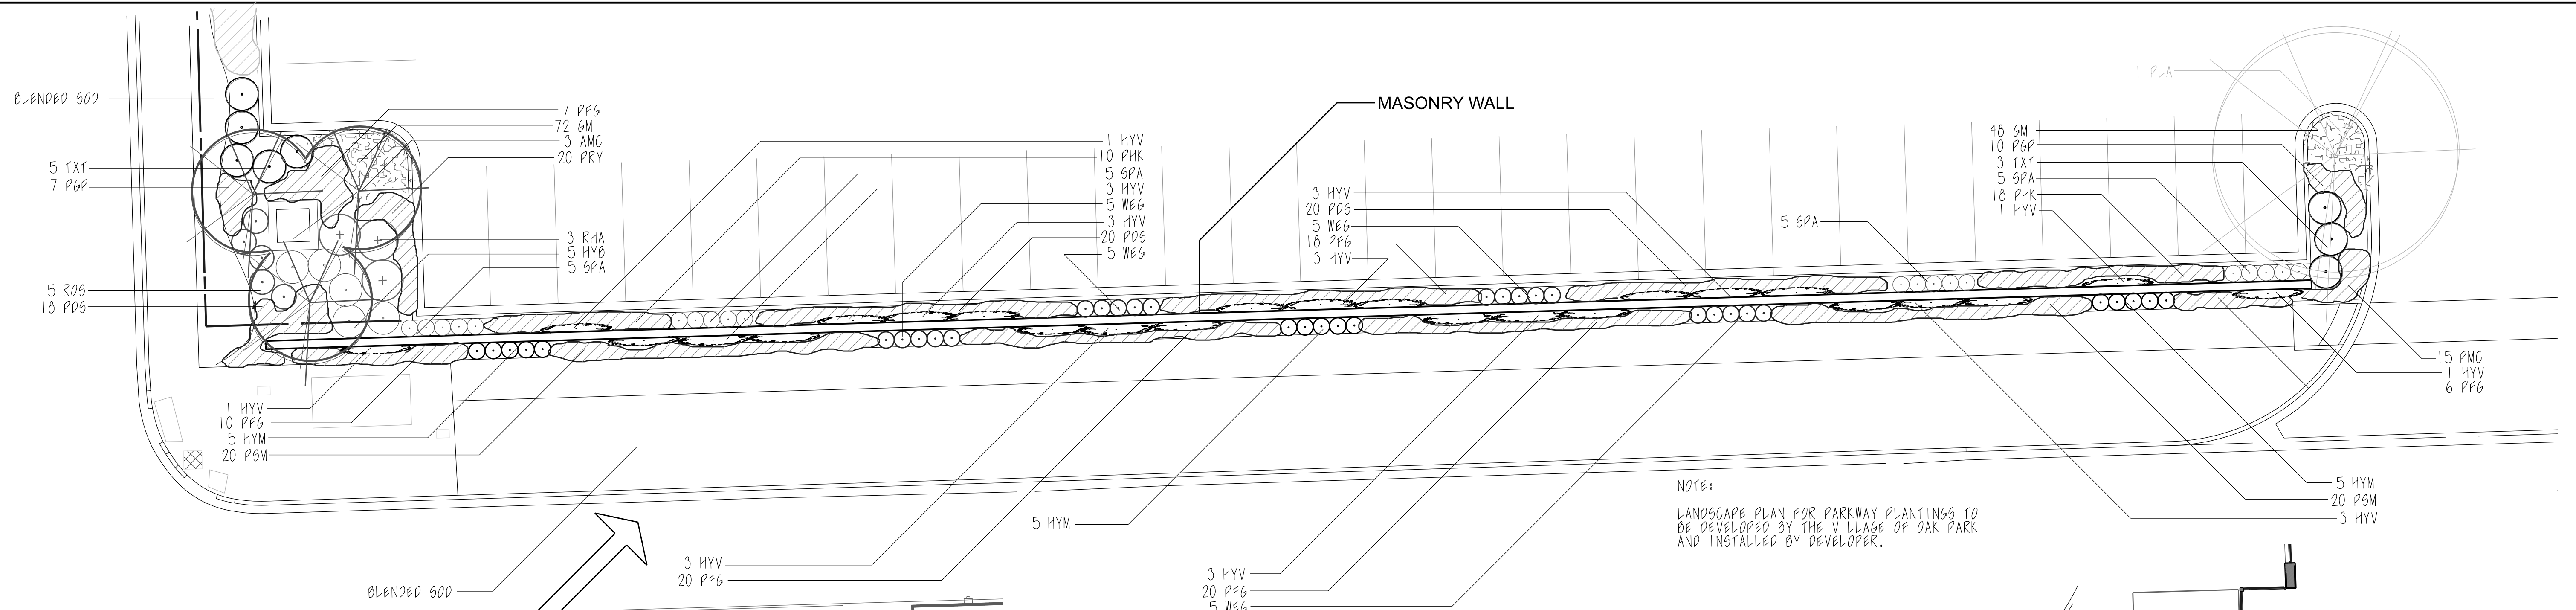 BLENDED SOD
5 TXT
7 PGP
5 ROS
18 PDS
7 PFG
72 GM
3 AMC
20 PRY
3 RHA
5 HYB
5 SPA
1 HYV
10 PFG
5 HYM
20 PSM
1 HYV
10 PHK
5 SPA
3 HYV
5 WEG
3 HYV
20 PDS
5 WEG
MASONRY WALL
3 HYV
20 PDS
5 WEG
18 PFG
3 HYV
5 SPA
1 PLA
48 GM
10 PGP
3 TXT
5 SPA
18 PHK
1 HYV
15 PMC
1 HYV
6 PFG
5 HYM
20 PSM
3 HYV
NOTE:
LANDSCAPE PLAN FOR PARKWAY PLANTINGS TO
BE DEVELOPED BY THE VILLAGE OF OAK PARK
AND INSTALLED BY DEVELOPER.
5 HYM
3 HYV
20 PFG
3 HYV
20 PFG
5 WEG
BLENDED SOD